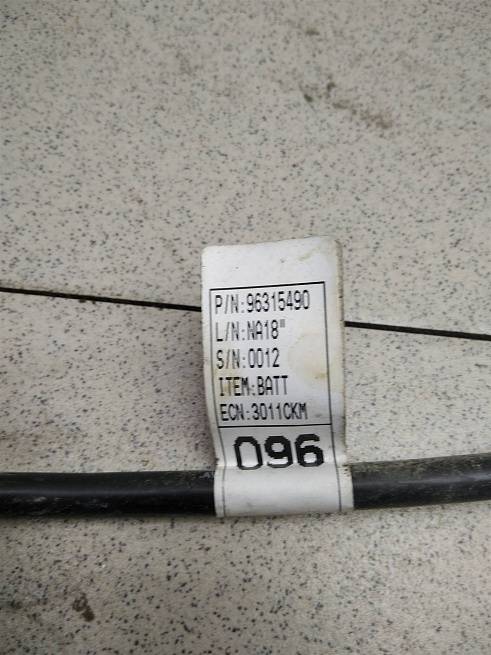 P/N:96315490
L/N:NA18"
S/N:0012
ITEM:BATT
ECN:3011CKM
096